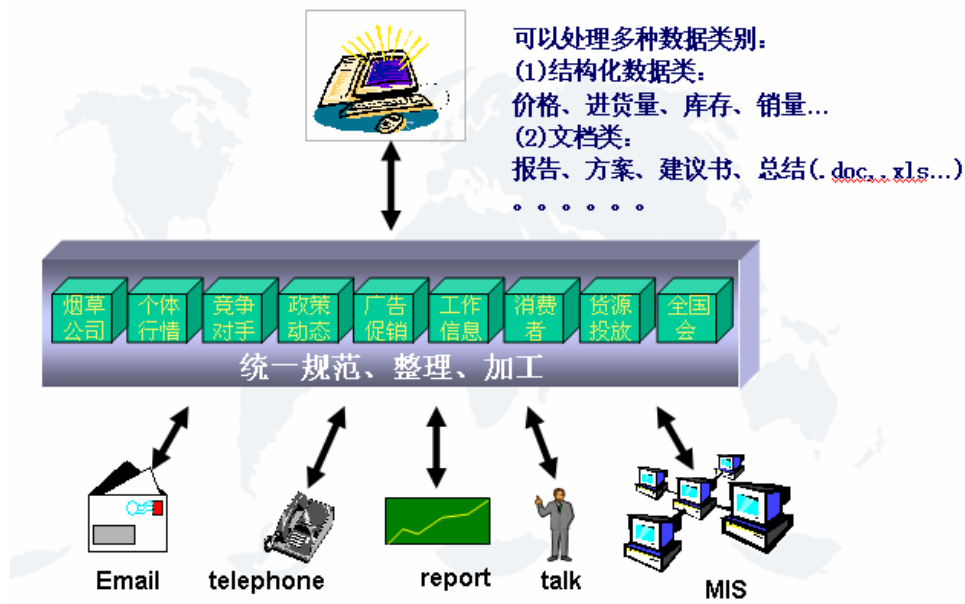 可以处理多种数据类别：
(1)结构化数据类：
价格、进货量、库存、销量...
(2)文档类：
报告、方案、建议书、总结(.doc,.xls...)
。。。。。。
烟草公司 个体行情 竞争对手 政策动态 广告促销 工作信息 消费者 货源投放 全国会
统一规范、整理、加工
Email telephone report talk MIS